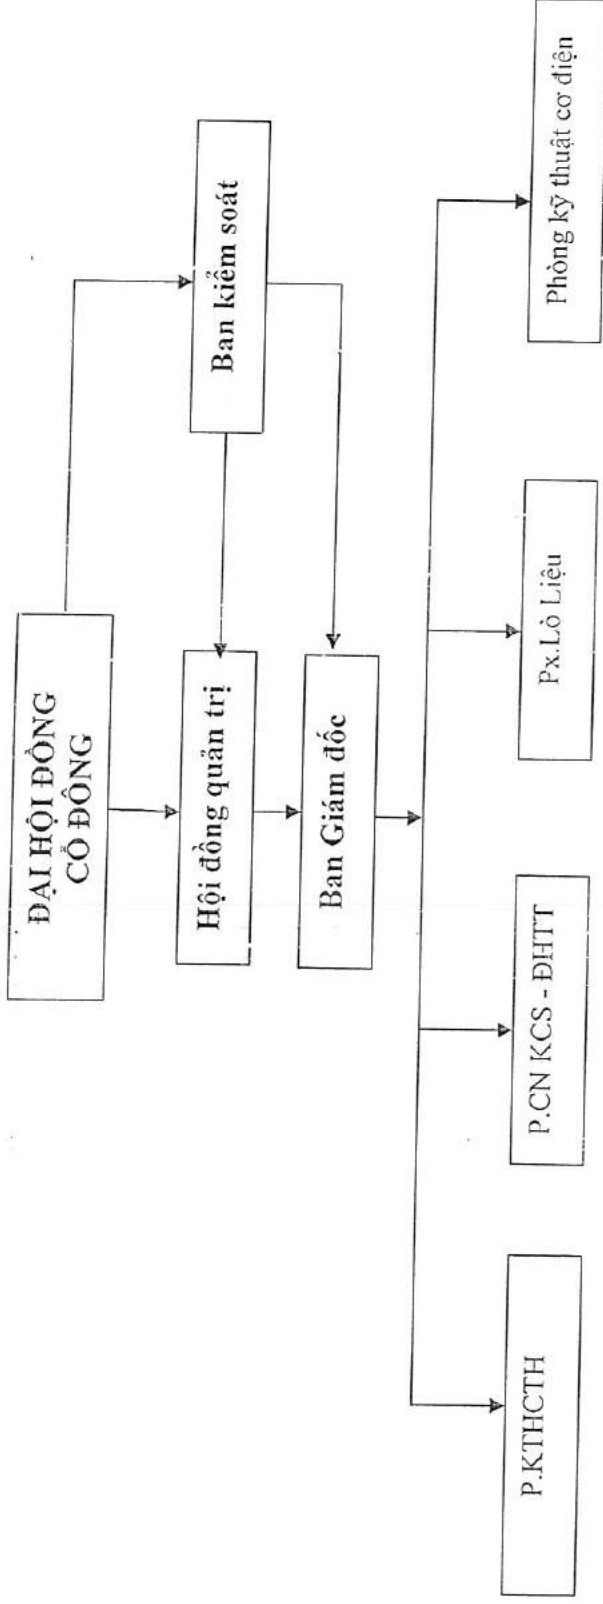 ĐẠI HỘI ĐỒNG
CỔ ĐÔNG
Ban kiểm soát
Hội đồng quản trị
Ban Giám đốc
P.KTHCTH
P.CN KCS - ĐHTT
Px.Lò Liệu
Phòng kỹ thuật cơ điện